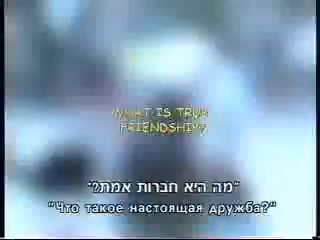 WHAT IS TRUE
FRIENDSHIP?
"מה היא חברות אמת?"
"Что такое настоящая дружба?"